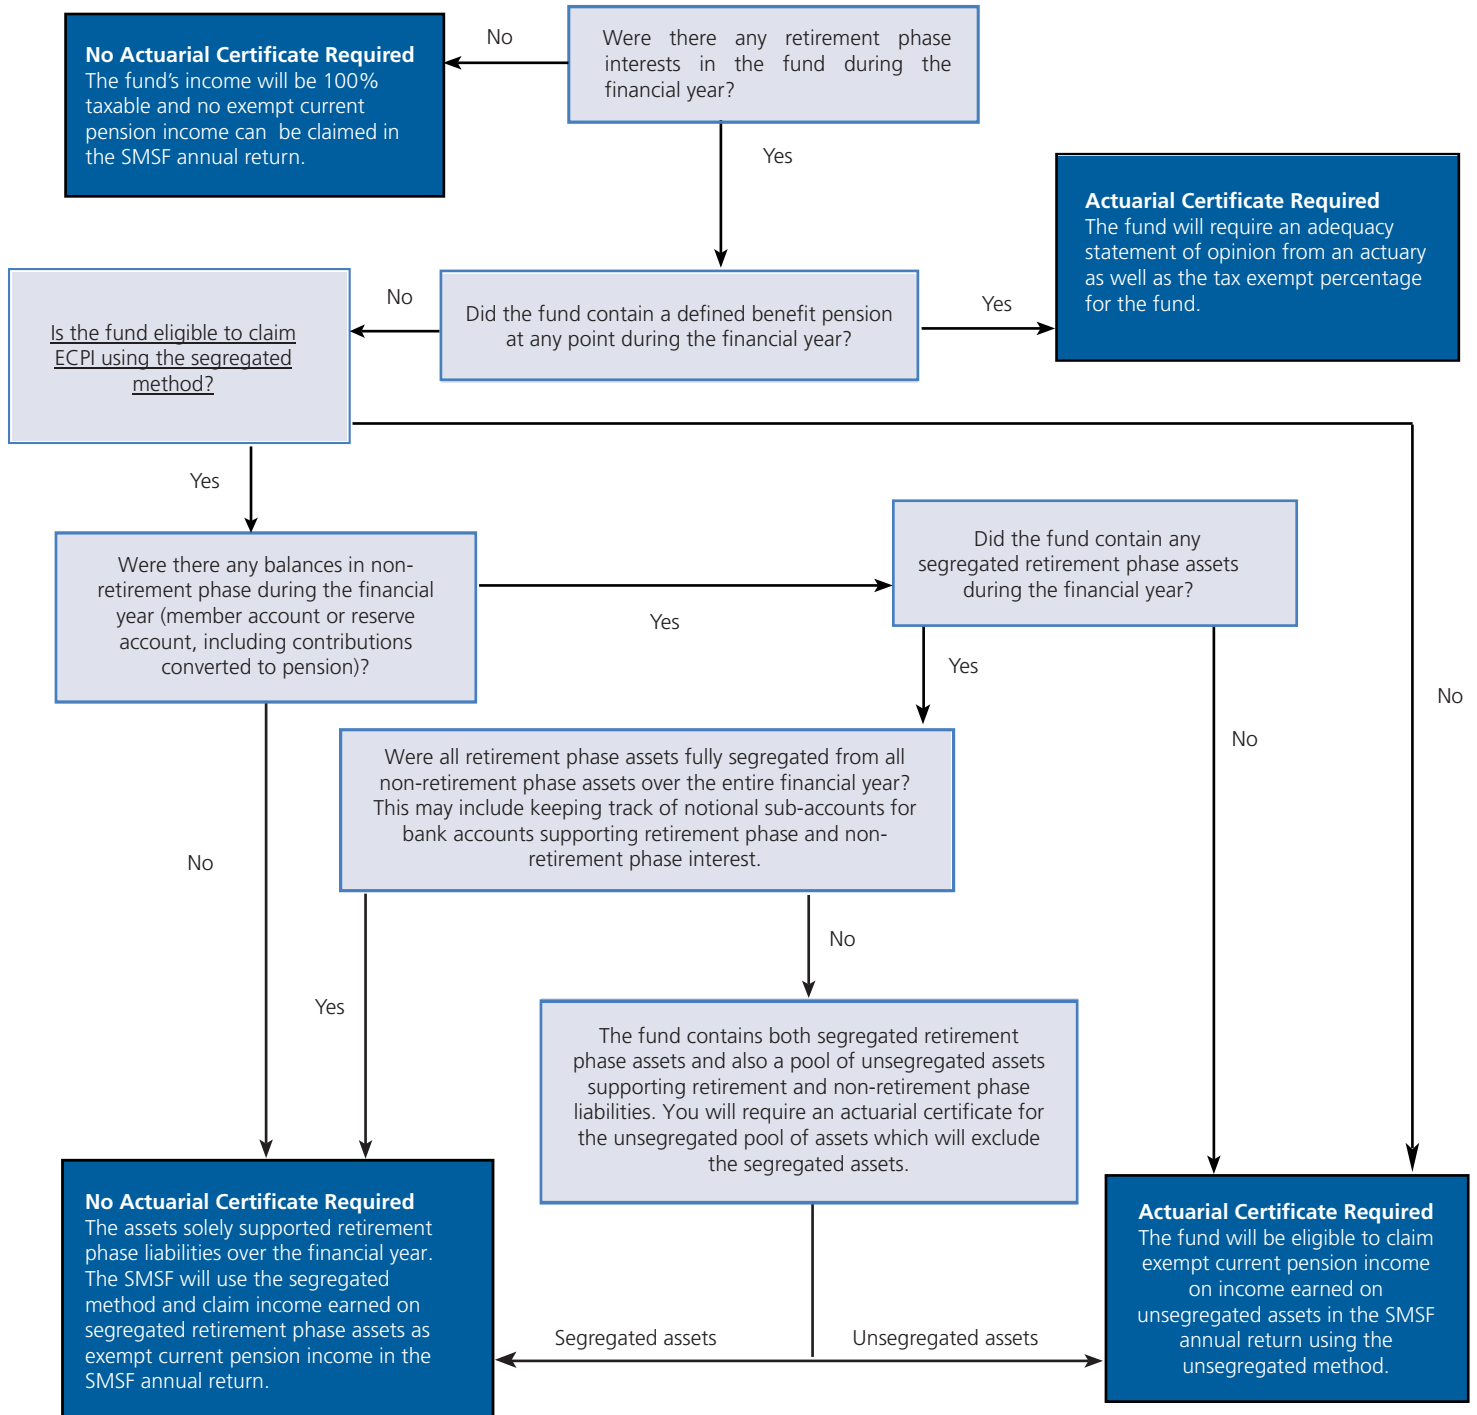 No Actuarial Certificate Required
The fund's income will be 100%
taxable and no exempt current
pension income can be claimed in
the SMSF annual return.
No
Were there any retirement phase
interests in the fund during the
financial year?
Yes
Actuarial Certificate Required
The fund will require an adequacy
statement of opinion from an actuary
as well as the tax exempt percentage
for the fund.
Is the fund eligible to claim
ECPI using the segregated
method?
No
Did the fund contain a defined benefit pension
at any point during the financial year?
Yes
Yes
Were there any balances in non-
retirement phase during the financial
year (member account or reserve
account, including contributions
converted to pension)?
Yes
Did the fund contain any
segregated retirement phase assets
during the financial year?
Yes
No
No
Were all retirement phase assets fully segregated from all
non-retirement phase assets over the entire financial year?
This may include keeping track of notional sub-accounts for
bank accounts supporting retirement phase and non-
retirement phase interest.
No
Yes
No
The fund contains both segregated retirement
phase assets and also a pool of unsegregated assets
supporting retirement and non-retirement phase
liabilities. You will require an actuarial certificate for
the unsegregated pool of assets which will exclude
the segregated assets.
No Actuarial Certificate Required
The assets solely supported retirement
phase liabilities over the financial year.
The SMSF will use the segregated
method and claim income earned on
segregated retirement phase assets as
exempt current pension income in the
SMSF annual return.
Segregated assets
Unsegregated assets
Actuarial Certificate Required
The fund will be eligible to claim
exempt current pension income
on income earned on
unsegregated assets in the SMSF
annual return using the
unsegregated method.